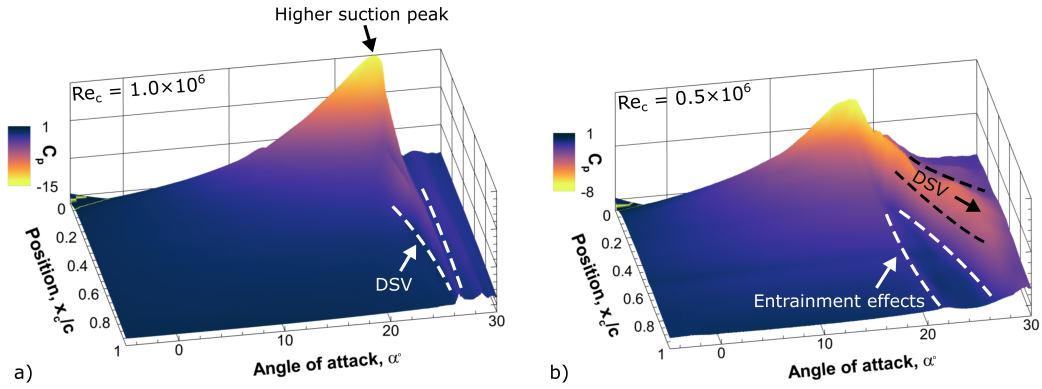 Higher suction peak
Re_c = 1.0×10^6
1
C_p
-15
0
0.2
0.4
0.6
0.8
1
Position, x_c/c
DSV
0
10
20
30
Angle of attack, α°
a)
Re_c = 0.5×10^6
1
C_p
-8
0
0.2
0.4
0.6
0.8
1
Position, x_c/c
DSV
Entrainment effects
0
10
20
30
Angle of attack, α°
b)